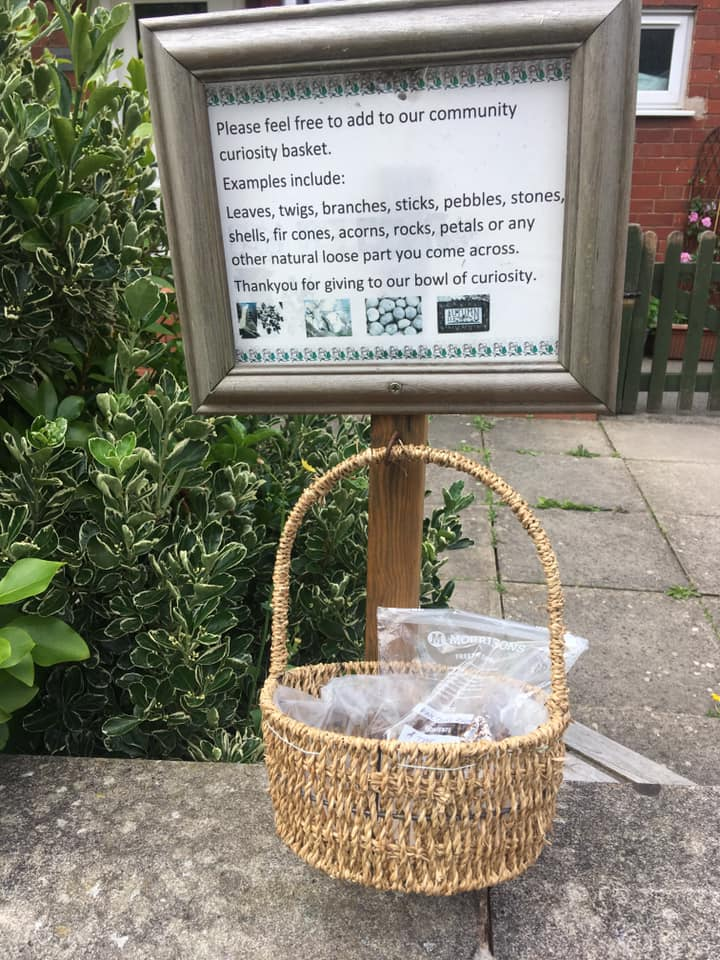 Please feel free to add to our community
curiosity basket.
Examples include:
Leaves, twigs, branches, sticks, pebbles, stones,
shells, fir cones, acorns, rocks, petals or any
other natural loose part you come across.
Thankyou for giving to our bowl of curiosity.
M MORRISONS